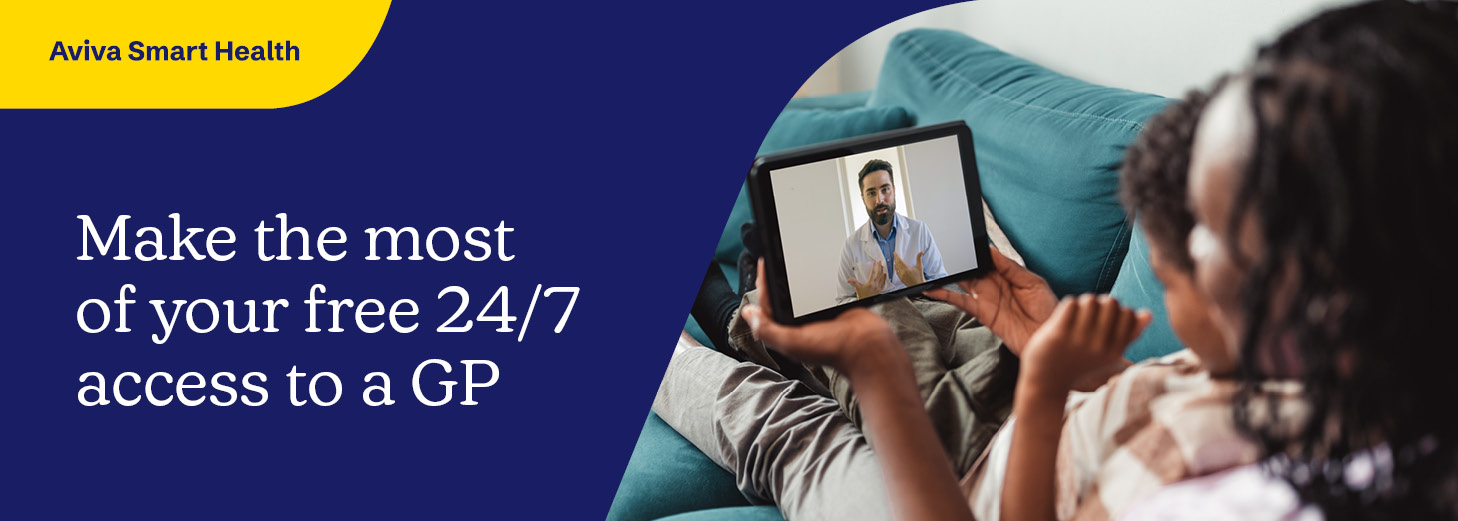 Aviva Smart Health
Make the most
of your free 24/7
access to a GP